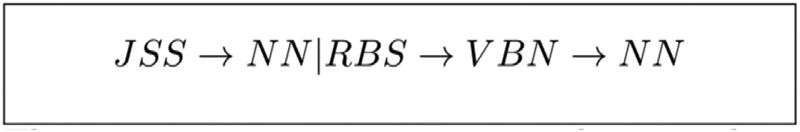 JSS → NN|RBS → VBN → NN